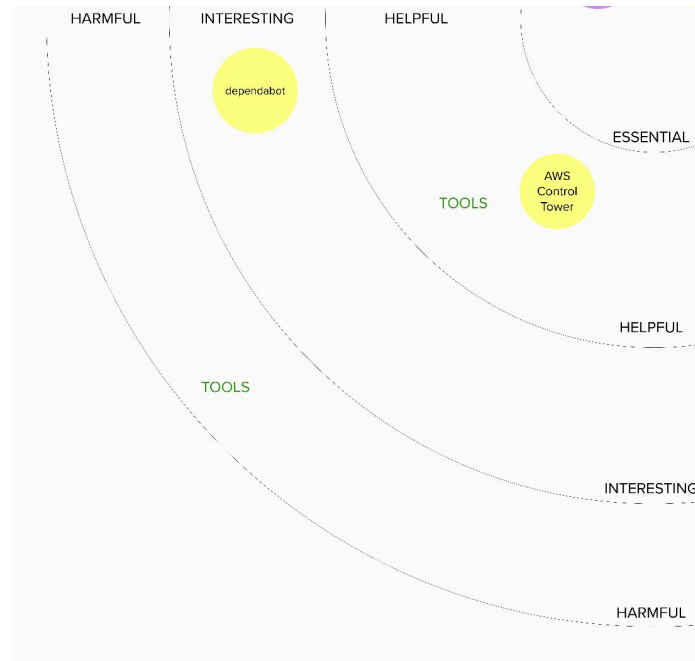 HARMFUL
INTERESTING
HELPFUL
dependabot
ESSENTIAL
AWS
Control
Tower
TOOLS
HELPFUL
TOOLS
INTERESTING
HARMFUL